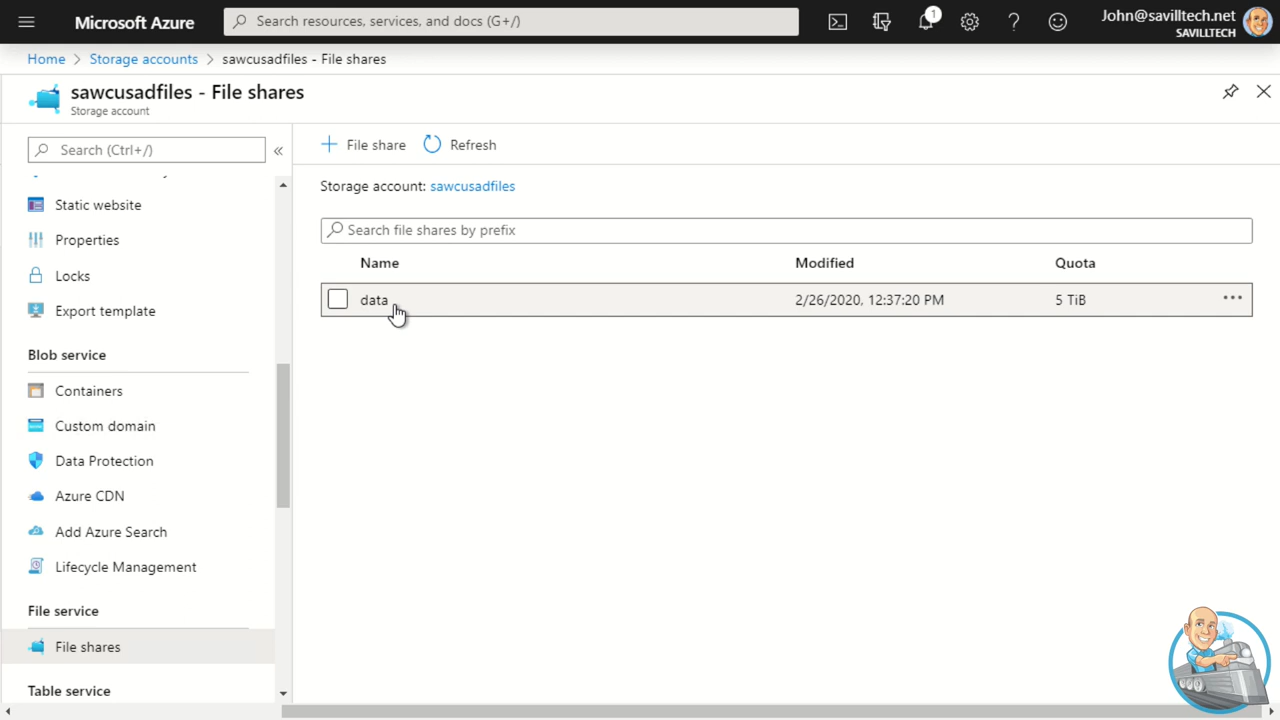 Microsoft Azure
Search resources, services, and docs (G+/)
1
John@savilltech.net
SAVILLTECH
Home > Storage accounts > sawcusadfiles - File shares
sawcusadfiles - File shares
Storage account
Search (Ctrl+/)
«
Static website
Properties
Locks
Export template
Blob service
Containers
Custom domain
Data Protection
Azure CDN
Add Azure Search
Lifecycle Management
File service
File shares
Table service
+ File share
Refresh
Storage account: sawcusadfiles
Search file shares by prefix
Name Modified Quota
data 2/26/2020, 12:37:20 PM 5 TiB ...